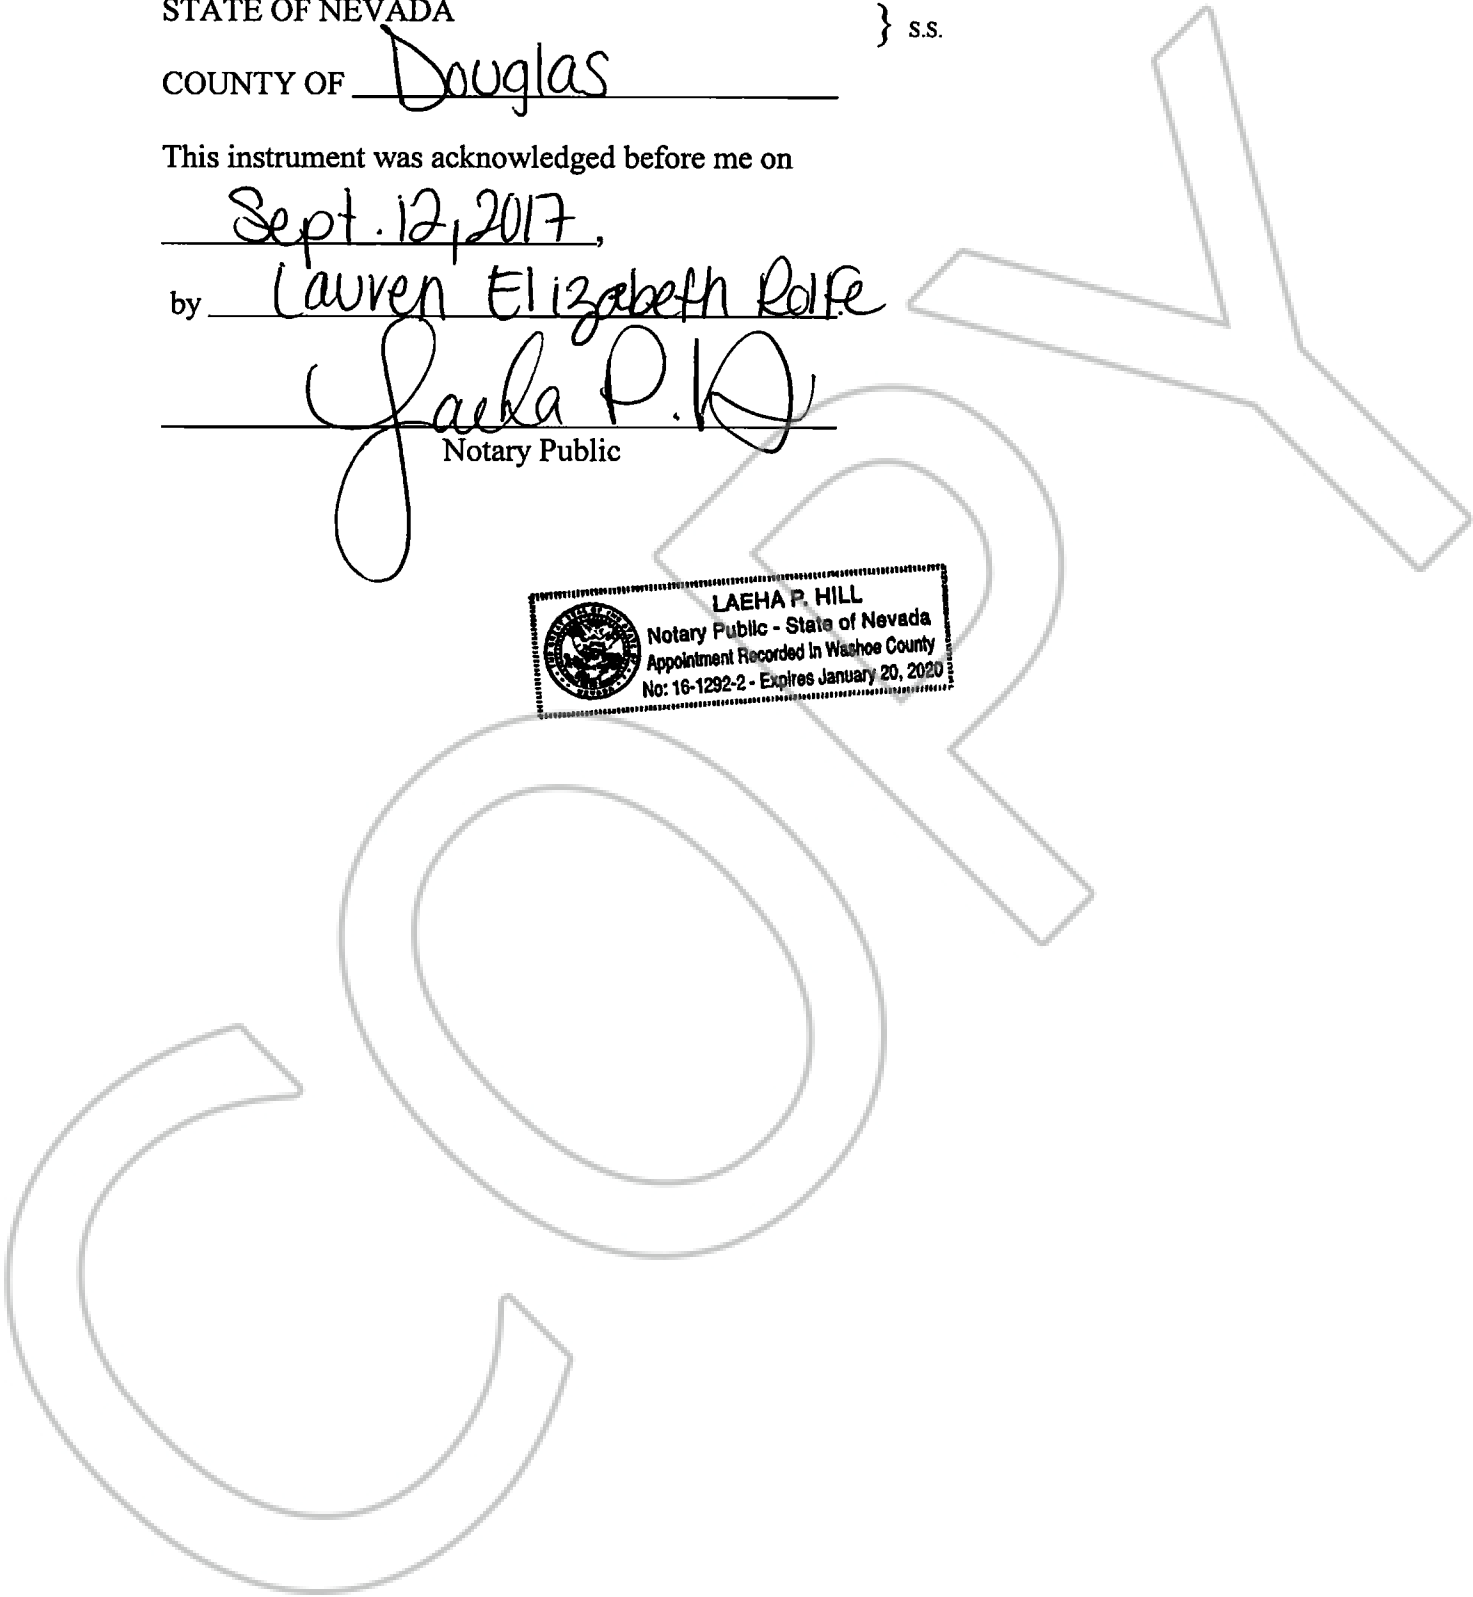 STATE OF NEVADA } s.s.
COUNTY OF Douglas
This instrument was acknowledged before me on
Sept. 12, 2017,
by Lauren Elizabeth Rolfe
Laeha P. H
Notary Public
LAEHA P. HILL
Notary Public - State of Nevada
Appointment Recorded in Washoe County
No: 16-1292-2 - Expires January 20, 2020
COPY